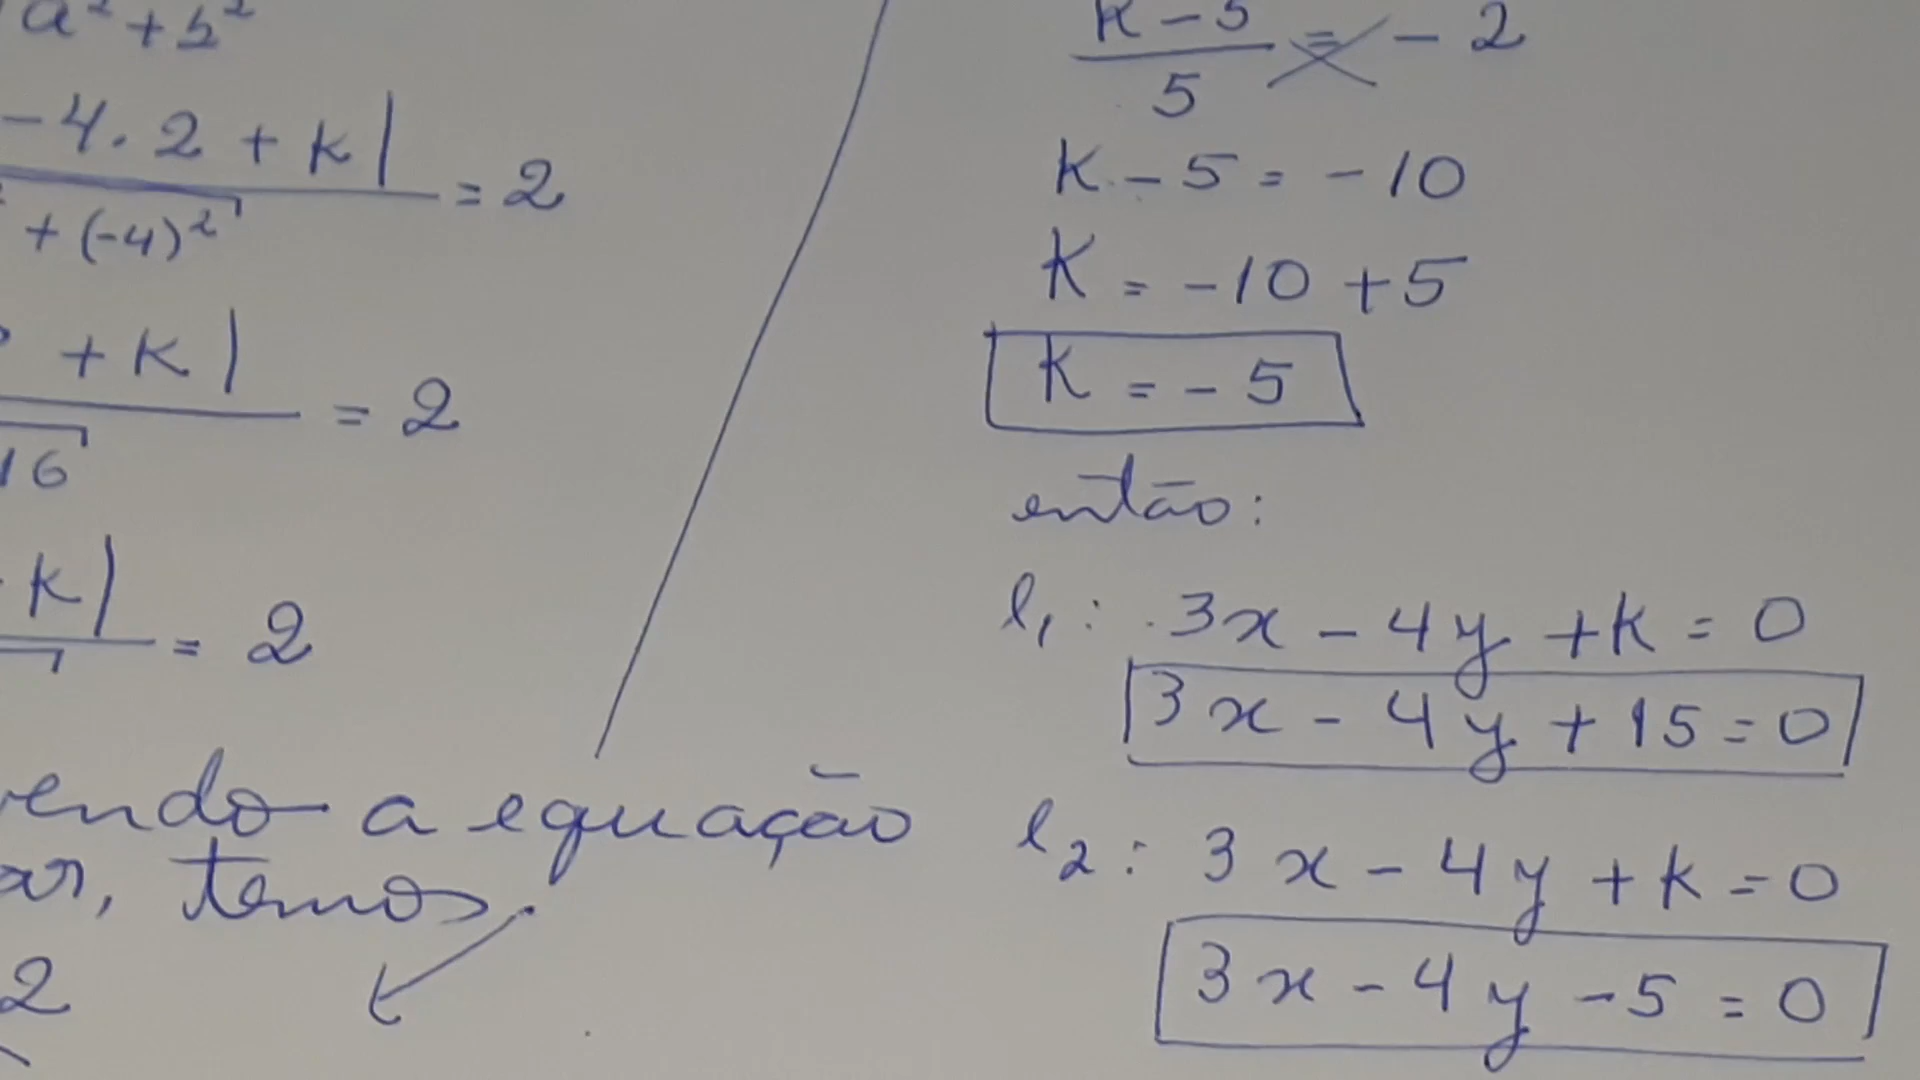 a² + b²
-4.2 + K|
= 2
+ (-4)²
+ K|
= 2
16
K|
= 2
vendo a equação
ar, temos
2
K - 5
= - 2
5
K - 5 = - 10
K = - 10 + 5
K = - 5
então:
l₁: 3x - 4y + K = 0
3x - 4y + 15 = 0
l₂: 3x - 4y + K = 0
3x - 4y - 5 = 0